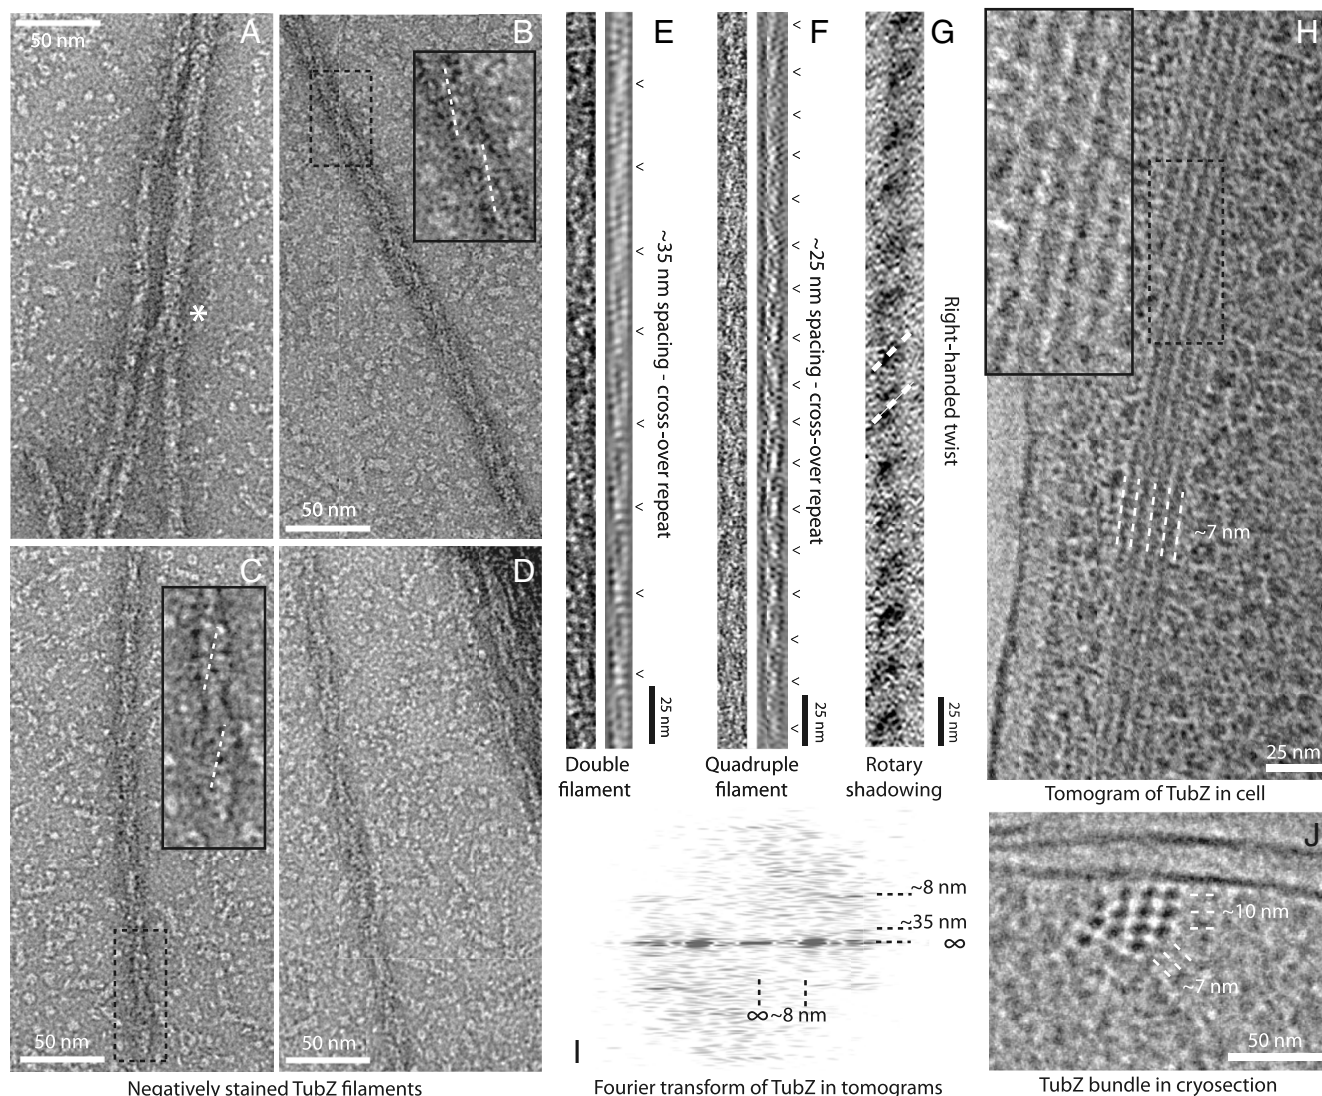 50 nm
A
B
50 nm
C
50 nm
D
50 nm
Negatively stained TubZ filaments
E
<
<
<
~35 nm spacing - cross-over repeat
<
<
<
<
<
25 nm
Double
filament
F
<
<
<
<
<
<
~25 nm spacing - cross-over repeat
<
<
<
<
<
<
<
<
<
<
25 nm
Quadruple
filament
G
Right-handed twist
25 nm
Rotary
shadowing
H
~7 nm
25 nm
Tomogram of TubZ in cell
~8 nm
~35 nm
∞
∞ ~8 nm
I
Fourier transform of TubZ in tomograms
J
~10 nm
~7 nm
50 nm
TubZ bundle in cryosection